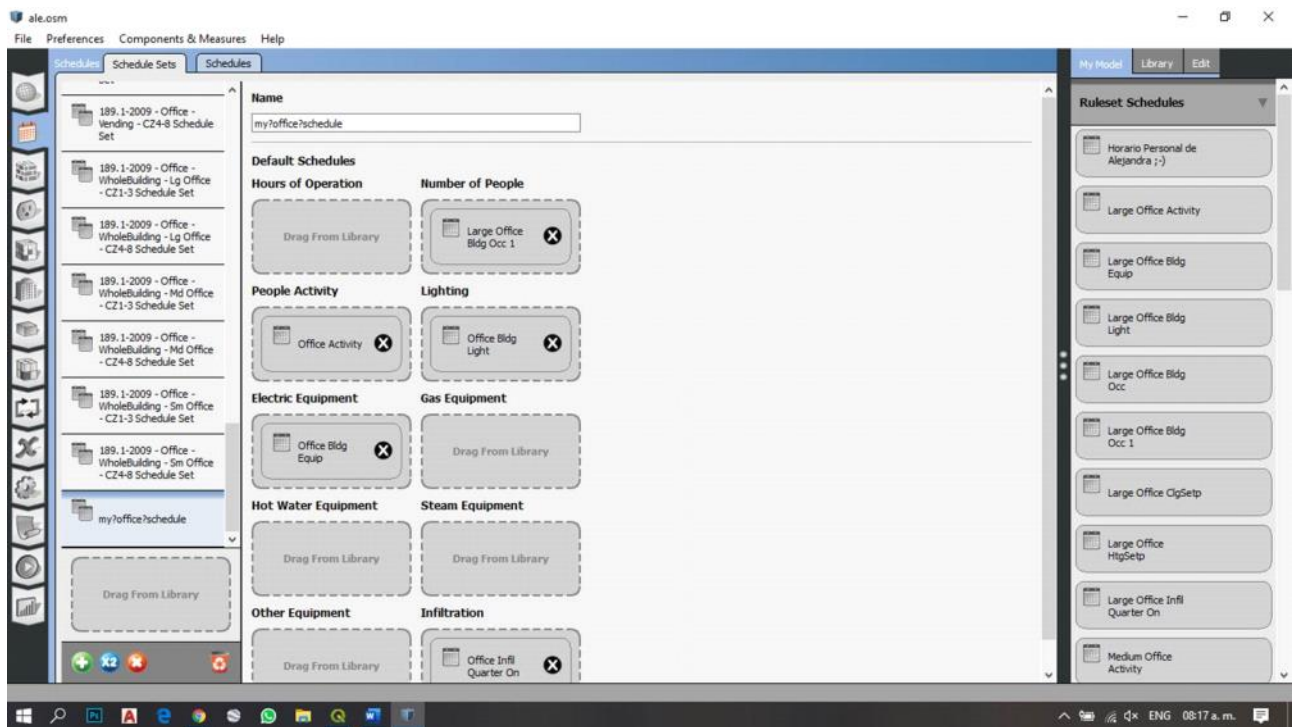 ale.osm
File Preferences Components & Measures Help
Schedules Schedule Sets Schedules
189.1-2009 - Office -
Vending - CZ4-8 Schedule
Set
189.1-2009 - Office -
WholeBuilding - Lg Office
- CZ1-3 Schedule Set
189.1-2009 - Office -
WholeBuilding - Lg Office
- CZ4-8 Schedule Set
189.1-2009 - Office -
WholeBuilding - Md Office
- CZ1-3 Schedule Set
189.1-2009 - Office -
WholeBuilding - Md Office
- CZ4-8 Schedule Set
189.1-2009 - Office -
WholeBuilding - Sm Office
- CZ1-3 Schedule Set
189.1-2009 - Office -
WholeBuilding - Sm Office
- CZ4-8 Schedule Set
my?office?schedule
Drag From Library
X2
Name
my?office?schedule
Default Schedules
Hours of Operation
Drag From Library
Number of People
Large Office
Bldg Occ 1
People Activity
Office Activity
Lighting
Office Bldg
Light
Electric Equipment
Office Bldg
Equip
Gas Equipment
Drag From Library
Hot Water Equipment
Drag From Library
Steam Equipment
Drag From Library
Other Equipment
Drag From Library
Infiltration
Office Infil
Quarter On
My Model Library Edit
Ruleset Schedules
Horario Personal de
Alejandra ;-)
Large Office Activity
Large Office Bldg
Equip
Large Office Bldg
Light
Large Office Bldg
Occ
Large Office Bldg
Occ 1
Large Office ClgSetp
Large Office
HtgSetp
Large Office Infil
Quarter On
Medium Office
Activity
ENG 08:17 a. m.